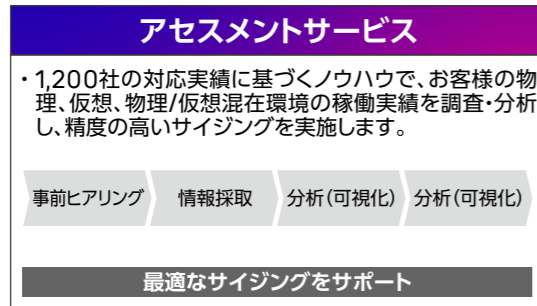 アセスメントサービス
・1,200社の対応実績に基づくノウハウで、お客様の物
理、仮想、物理/仮想混在環境の稼働実績を調査・分析
し、精度の高いサイジングを実施します。
事前ヒアリング 情報採取 分析(可視化) 分析(可視化)
最適なサイジングをサポート